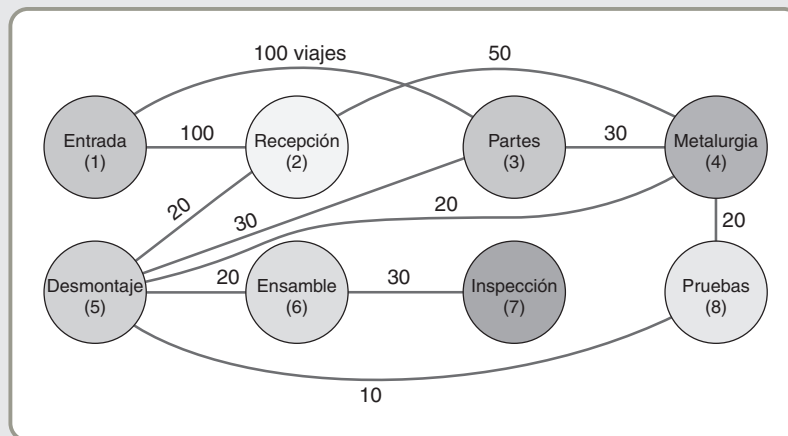 100 viajes
50
Entrada
(1)
100
Recepción
(2)
Partes
(3)
30
Metalurgia
(4)
20
30
20
20
Desmontaje
(5)
20
Ensamble
(6)
30
Inspección
(7)
Pruebas
(8)
10